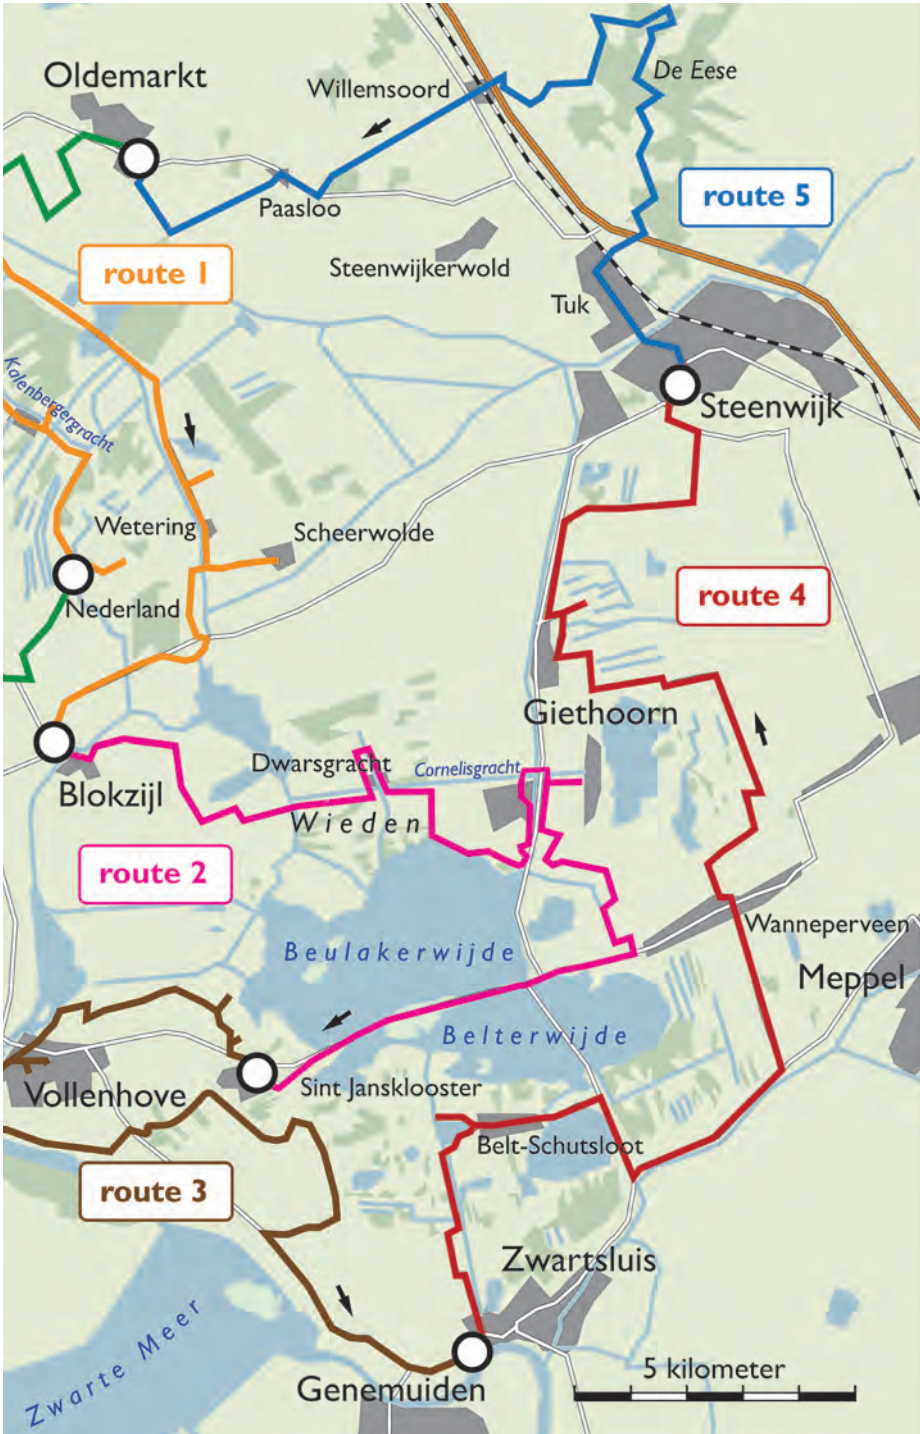 Oldemarkt
Willemsoord
De Eese
route 5
Paasloo
Steenwijkerwold
route 1
Tuk
Kalenbergergracht
Steenwijk
Wetering
Scheerwolde
Nederland
route 4
Giethoorn
Dwarsgracht
Cornelisgracht
Blokzijl
Wieden
route 2
Wanneperveen
Beulakerwijde
Meppel
Belterwijde
Vollenhove
Sint Jansklooster
Belt-Schutsloot
route 3
Zwartsluis
Zwarte Meer
5 kilometer
Genemuiden